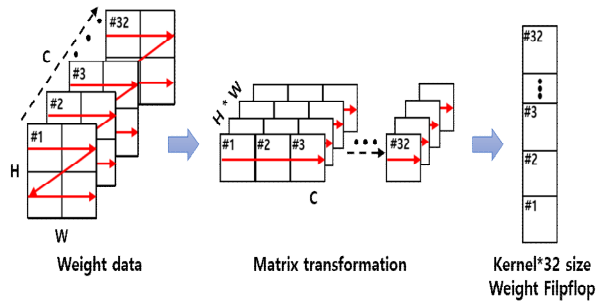 #32
C
#3
#2
#1
H
W
Weight data
H * W
#1 #2 #3 #32
C
Matrix transformation
#32
#3
#2
#1
Kernel*32 size
Weight Filpflop